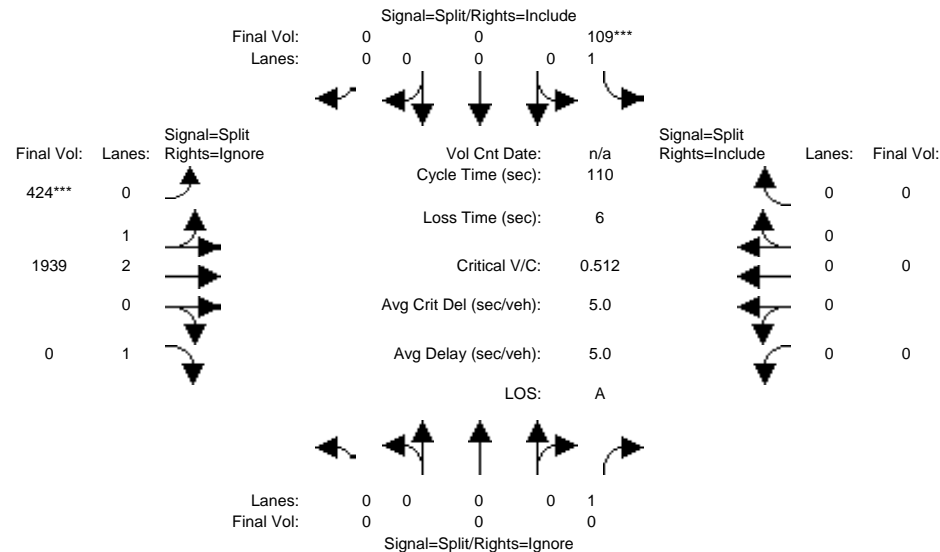 Signal=Split/Rights=Include
Final Vol: 0 0 109***
Lanes: 0 0 0 0 1
Signal=Split
Final Vol: Lanes: Rights=Ignore
Vol Cnt Date: n/a
Signal=Split
Rights=Include Lanes: Final Vol:
Cycle Time (sec): 110
424*** 0
0 0
Loss Time (sec): 6
1
0
1939 2
Critical V/C: 0.512
0 0
0
Avg Crit Del (sec/veh): 5.0
0
0 1
Avg Delay (sec/veh): 5.0
0 0
LOS: A
Lanes: 0 0 0 0 1
Final Vol: 0 0 0
Signal=Split/Rights=Ignore